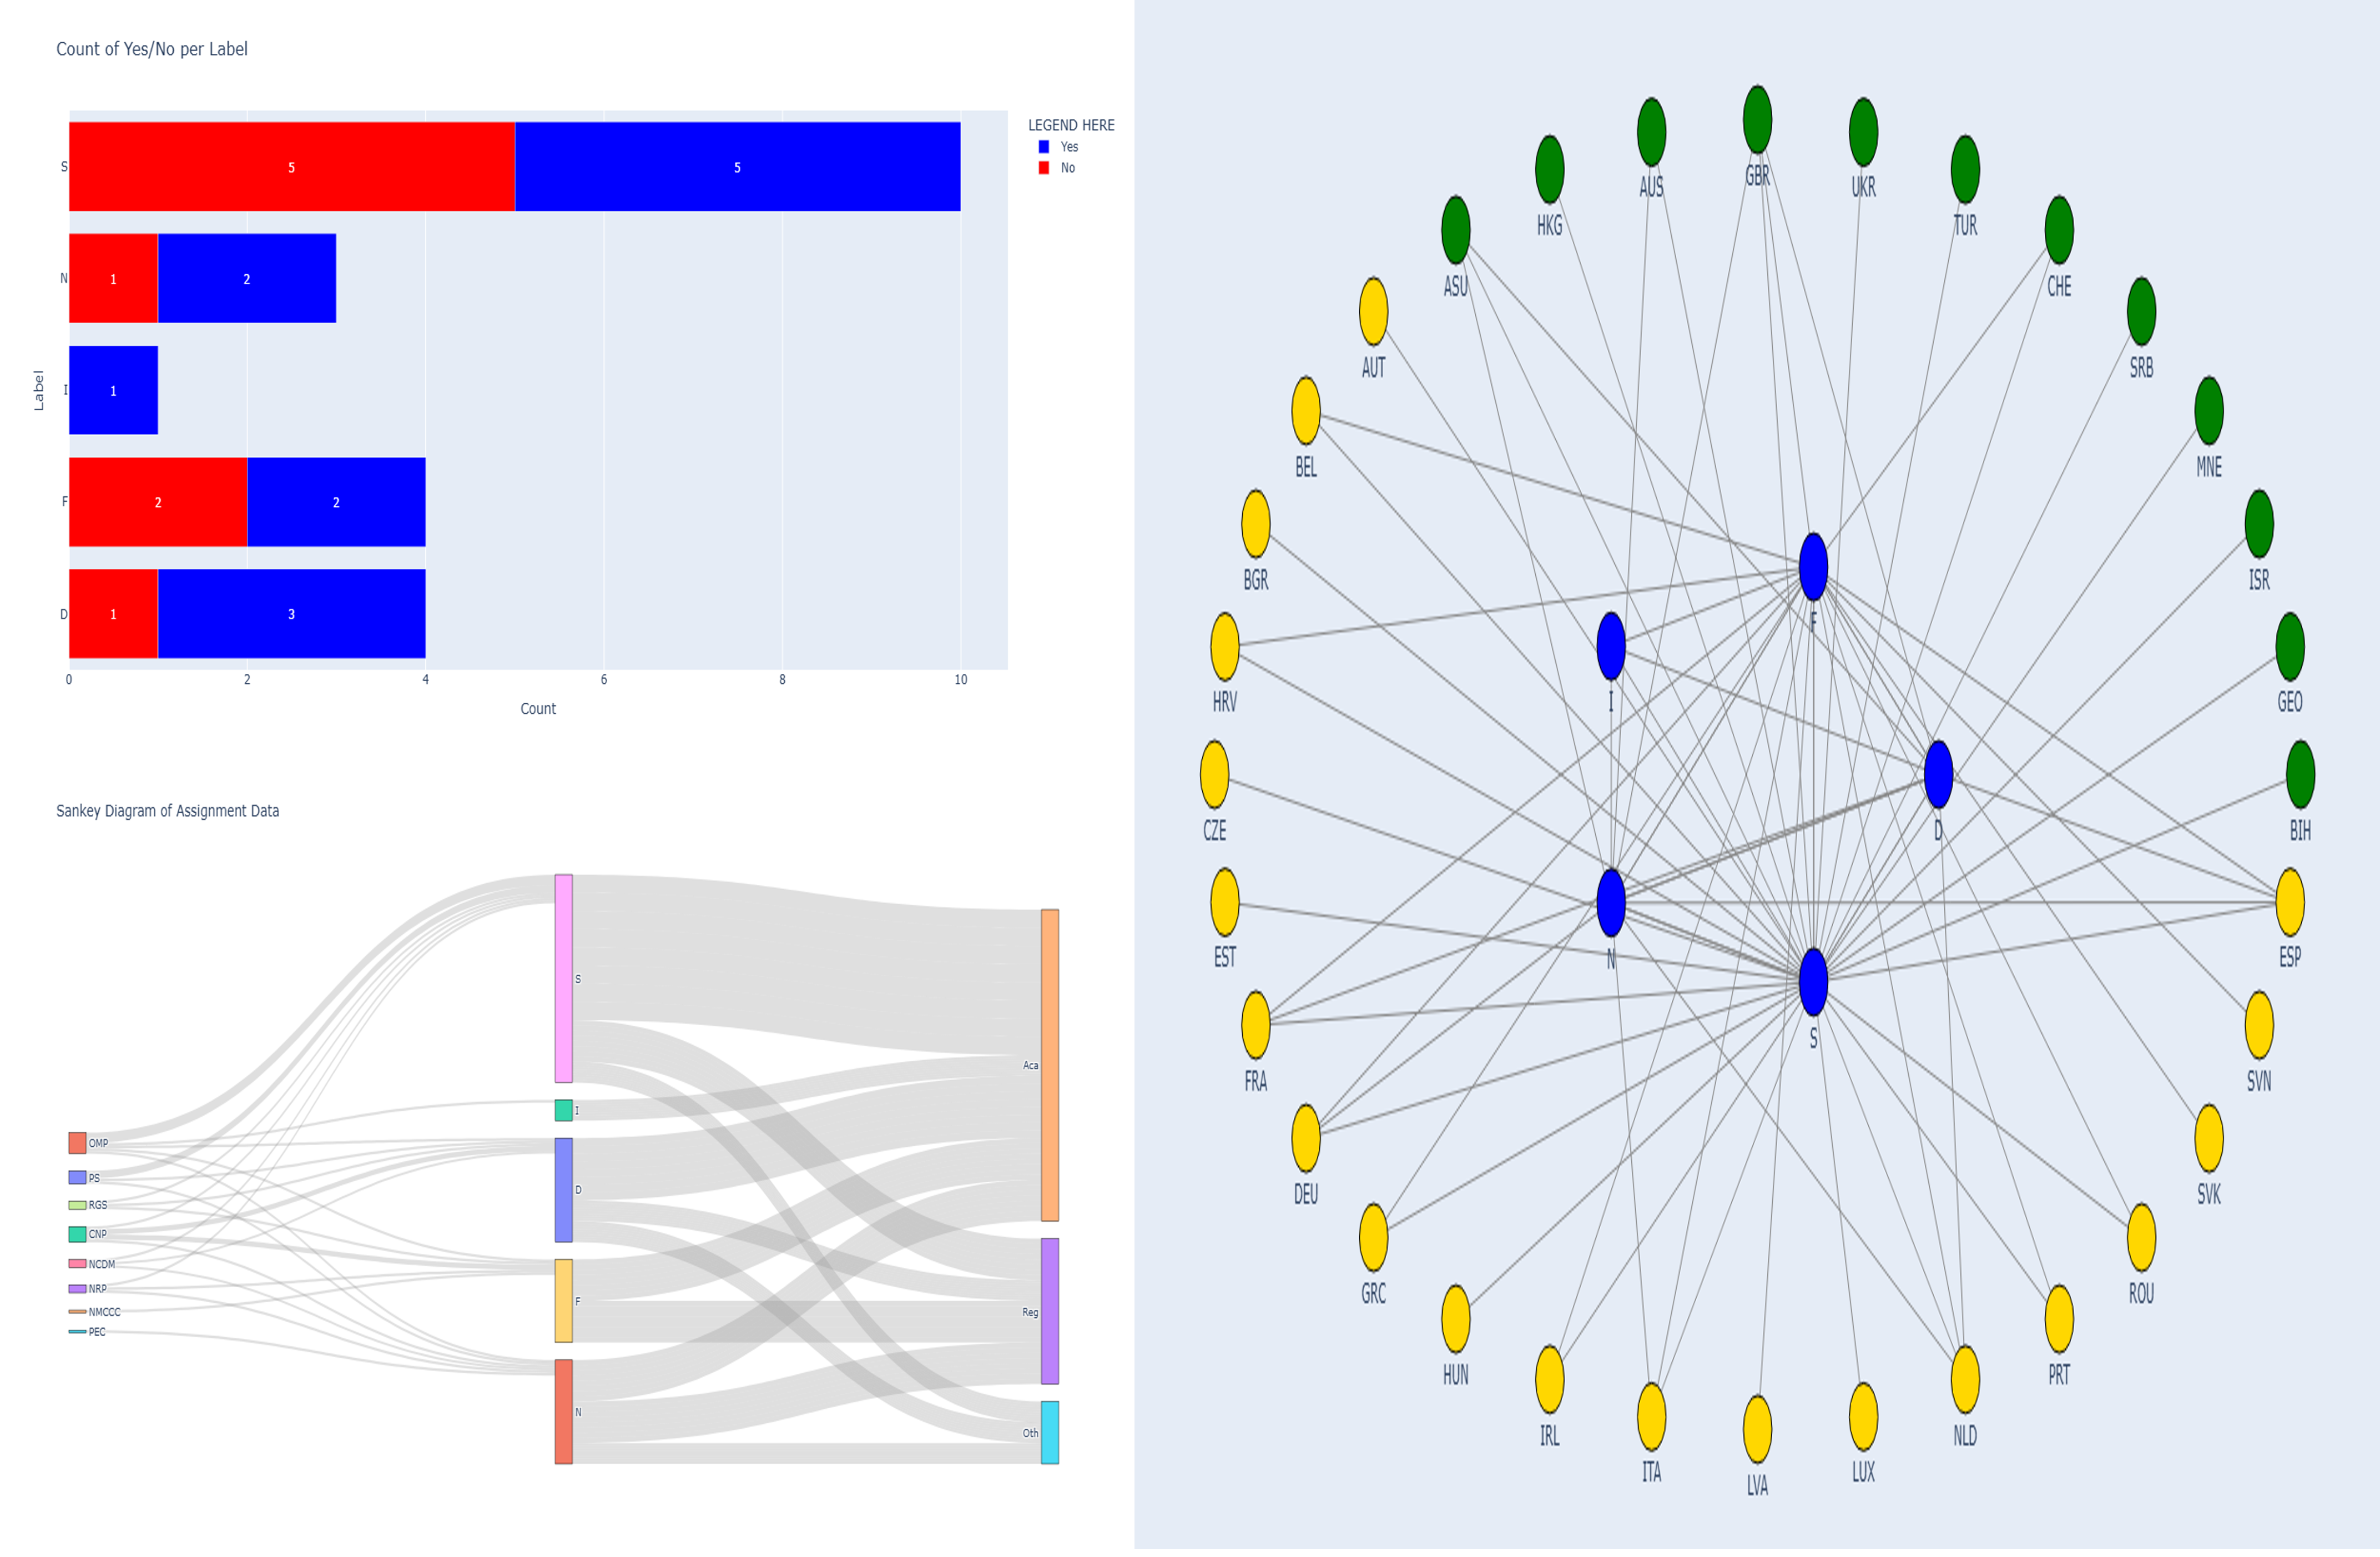 Count of Yes/No per Label
LEGEND HERE
Yes
No
S
5
5
N
1
2
I
1
F
2
2
D
1
3
Label
0
2
4
6
8
10
Count
Sankey Diagram of Assignment Data
OMP
PS
RGS
CNP
NCDM
NRP
NMCCC
PEC
S
I
D
F
N
Aca
Reg
Oth
GBR
AUS
UKR
HKG
TUR
ASU
CHE
AUT
SRB
BEL
MNE
BGR
ISR
F
HRV
I
GEO
CZE
D
BIH
EST
N
ESP
S
FRA
SVN
DEU
SVK
GRC
ROU
HUN
PRT
IRL
NLD
ITA
LUX
LVA